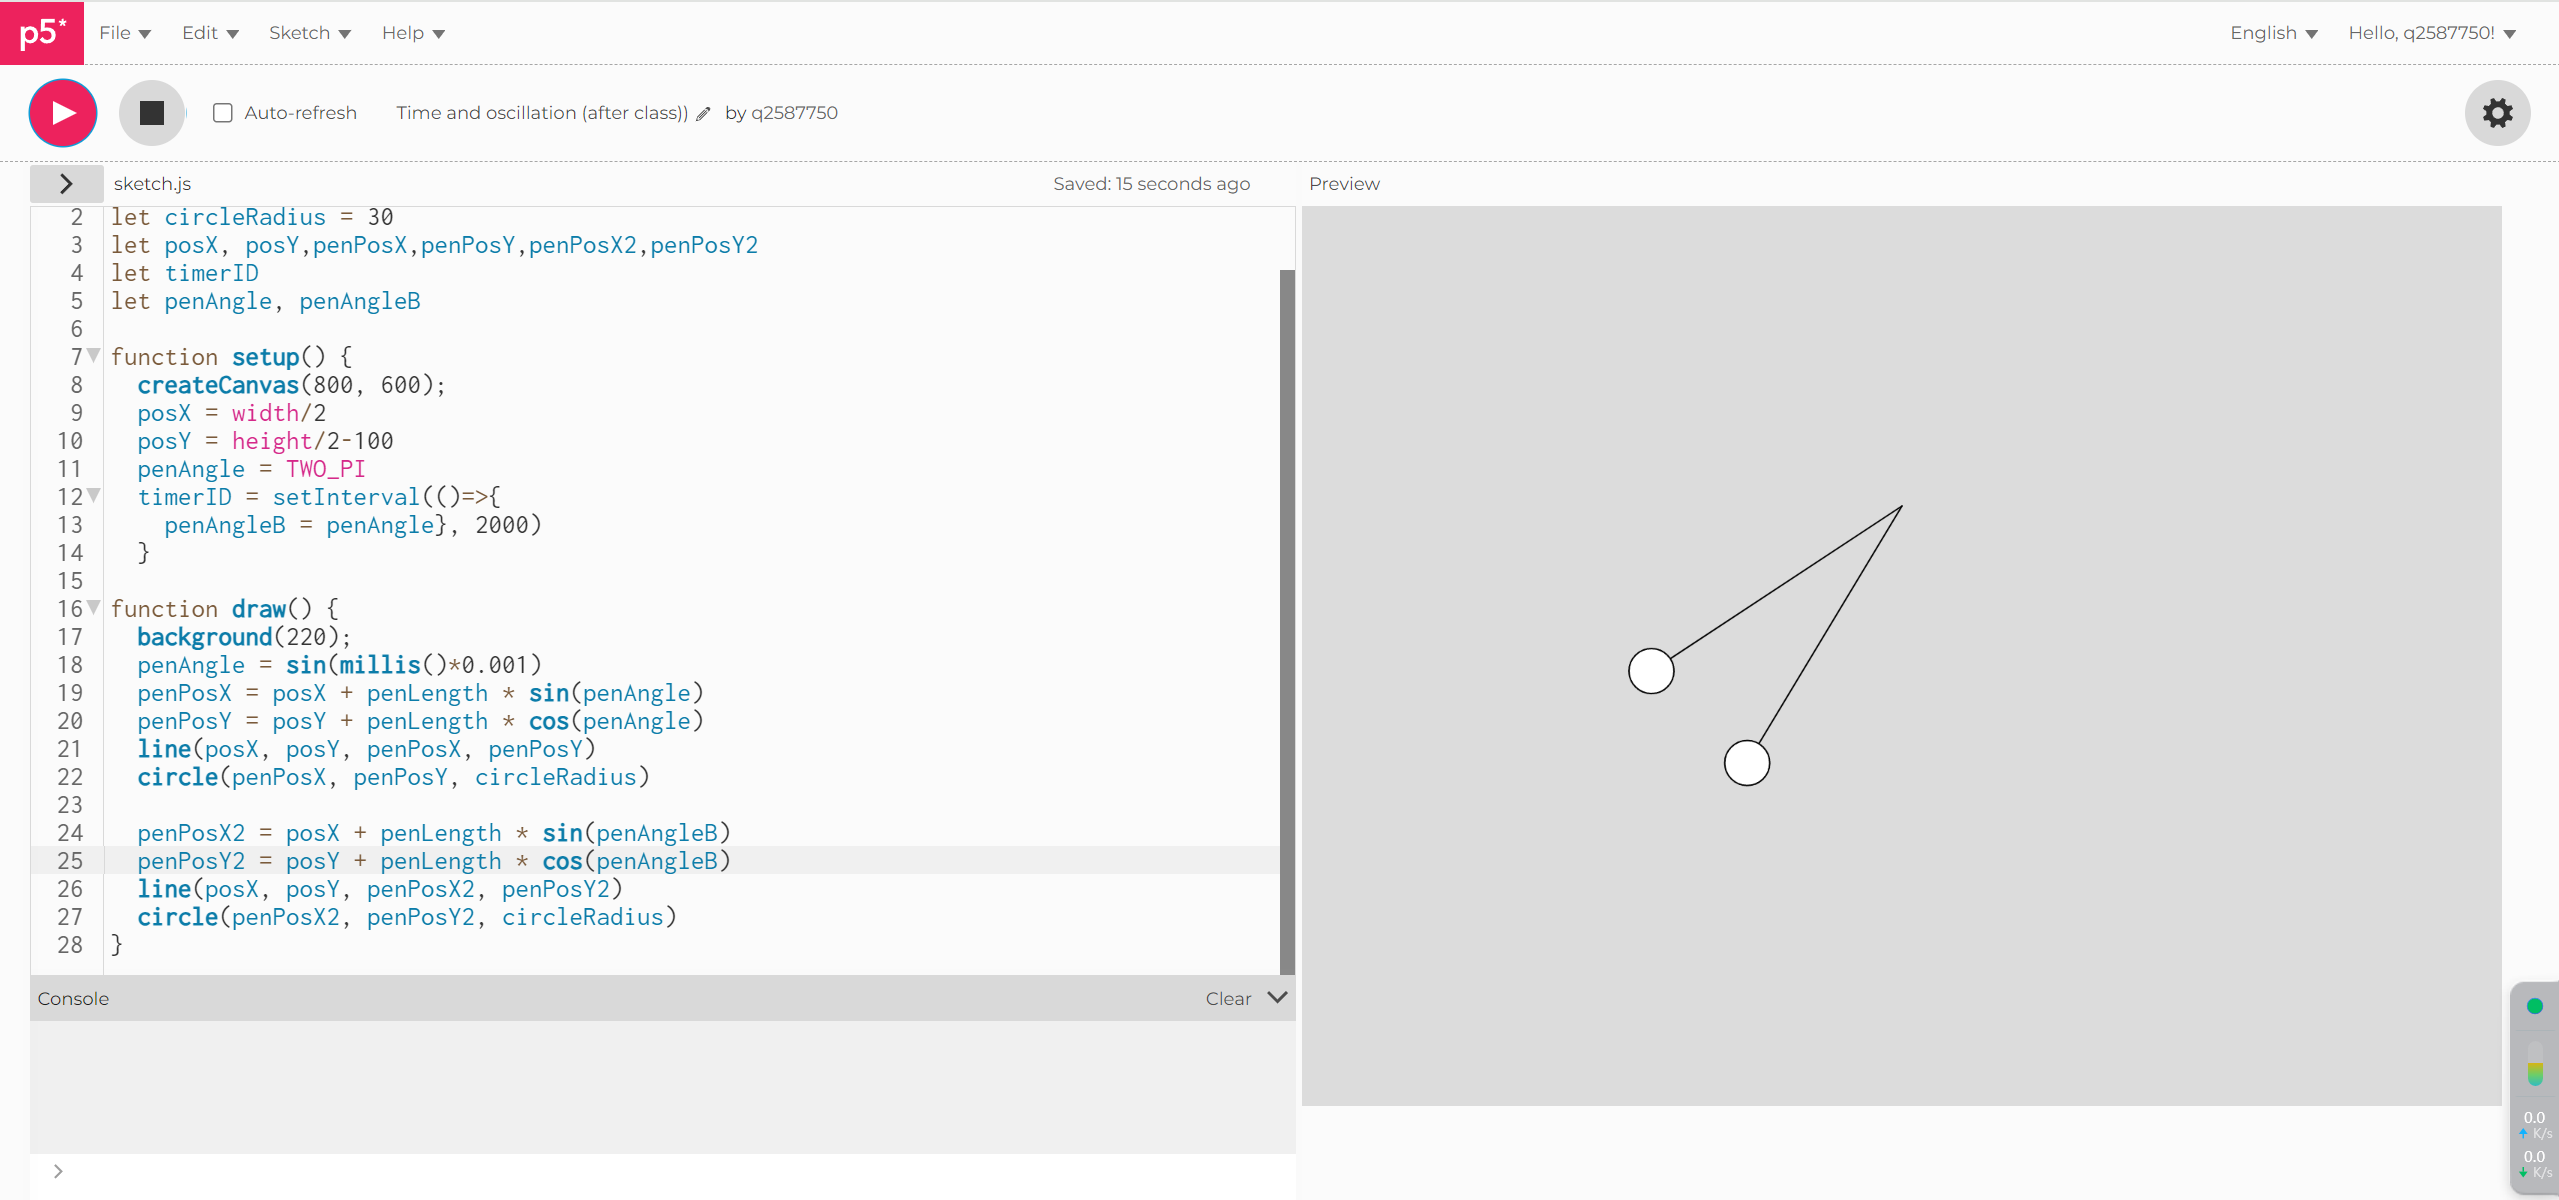 p5* File Edit Sketch Help English Hello, q2587750!
Auto-refresh Time and oscillation (after class)) by q2587750
sketch.js Saved: 15 seconds ago Preview
2 let circleRadius = 30
3 let posX, posY,penPosX,penPosY,penPosX2,penPosY2
4 let timerID
5 let penAngle, penAngleB
6
7 function setup() {
8 createCanvas(800, 600);
9 posX = width/2
10 posY = height/2-100
11 penAngle = TWO_PI
12 timerID = setInterval(()=>{
13 penAngleB = penAngle}, 2000)
14 }
15
16 function draw() {
17 background(220);
18 penAngle = sin(millis()*0.001)
19 penPosX = posX + penLength * sin(penAngle)
20 penPosY = posY + penLength * cos(penAngle)
21 line(posX, posY, penPosX, penPosY)
22 circle(penPosX, penPosY, circleRadius)
23
24 penPosX2 = posX + penLength * sin(penAngleB)
25 penPosY2 = posY + penLength * cos(penAngleB)
26 line(posX, posY, penPosX2, penPosY2)
27 circle(penPosX2, penPosY2, circleRadius)
28 }
Console Clear
0.0
K/s
0.0
K/s